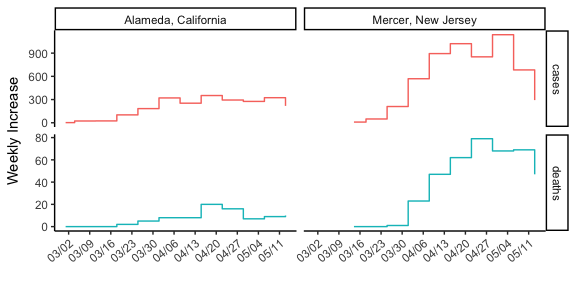 Alameda, California
Mercer, New Jersey
Weekly Increase
900
600
300
0
cases
80
60
40
20
0
deaths
03/02 03/09 03/16 03/23 03/30 04/06 04/13 04/20 04/27 05/04 05/11
03/02 03/09 03/16 03/23 03/30 04/06 04/13 04/20 04/27 05/04 05/11